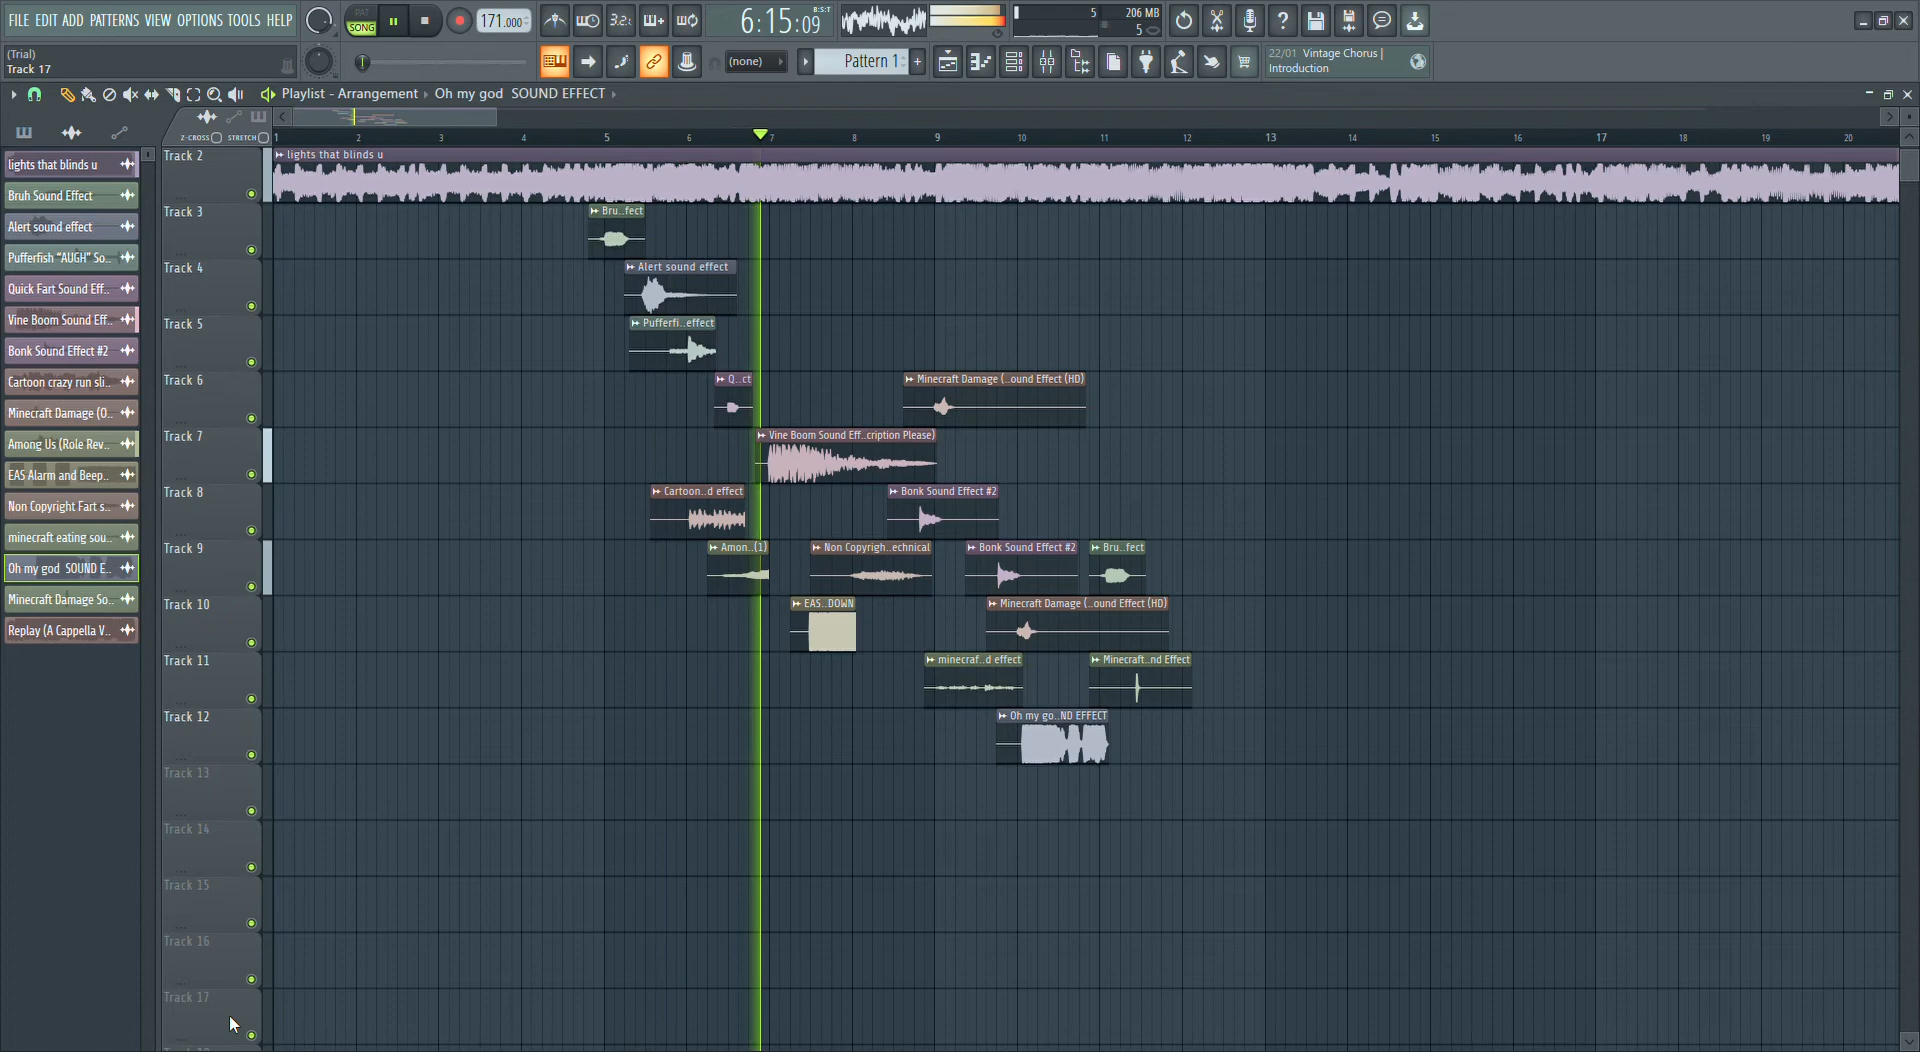 FILE EDIT ADD PATTERNS VIEW OPTIONS TOOLS HELP
PAT
SONG
171.000
3.2.
6:15:09
B:S:T
5
206 MB
5
(Trial)
Track 17
(none)
Pattern 1
22/01 Vintage Chorus |
Introduction
Playlist - Arrangement
Oh my god SOUND EFFECT
Z-CROSS
STRETCH
1 2 3 4 5 6 7 8 9 10 11 12 13 14 15 16 17 18 19 20
lights that blinds u
Bruh Sound Effect
Alert sound effect
Pufferfish "AUGH" So..
Quick Fart Sound Eff..
Vine Boom Sound Eff..
Bonk Sound Effect #2
Cartoon crazy run sli..
Minecraft Damage (O..
Among Us (Role Rev..
EAS Alarm and Beep..
Non Copyright Fart s..
minecraft eating sou..
Oh my god SOUND E..
Minecraft Damage So..
Replay (A Cappella V..
Track 2
lights that blinds u
Track 3
Bru..fect
Track 4
Alert sound effect
Track 5
Pufferfi..effect
Track 6
Q..ct
Minecraft Damage (..ound Effect (HD)
Track 7
Vine Boom Sound Eff..cription Please)
Track 8
Cartoon..d effect
Bonk Sound Effect #2
Track 9
Amon..(1)
Non Copyrigh..echnical
Bonk Sound Effect #2
Bru..fect
Track 10
EAS..DOWN
Minecraft Damage (..ound Effect (HD)
Track 11
minecraf..d effect
Minecraft..nd Effect
Track 12
Oh my go..ND EFFECT
Track 13
Track 14
Track 15
Track 16
Track 17